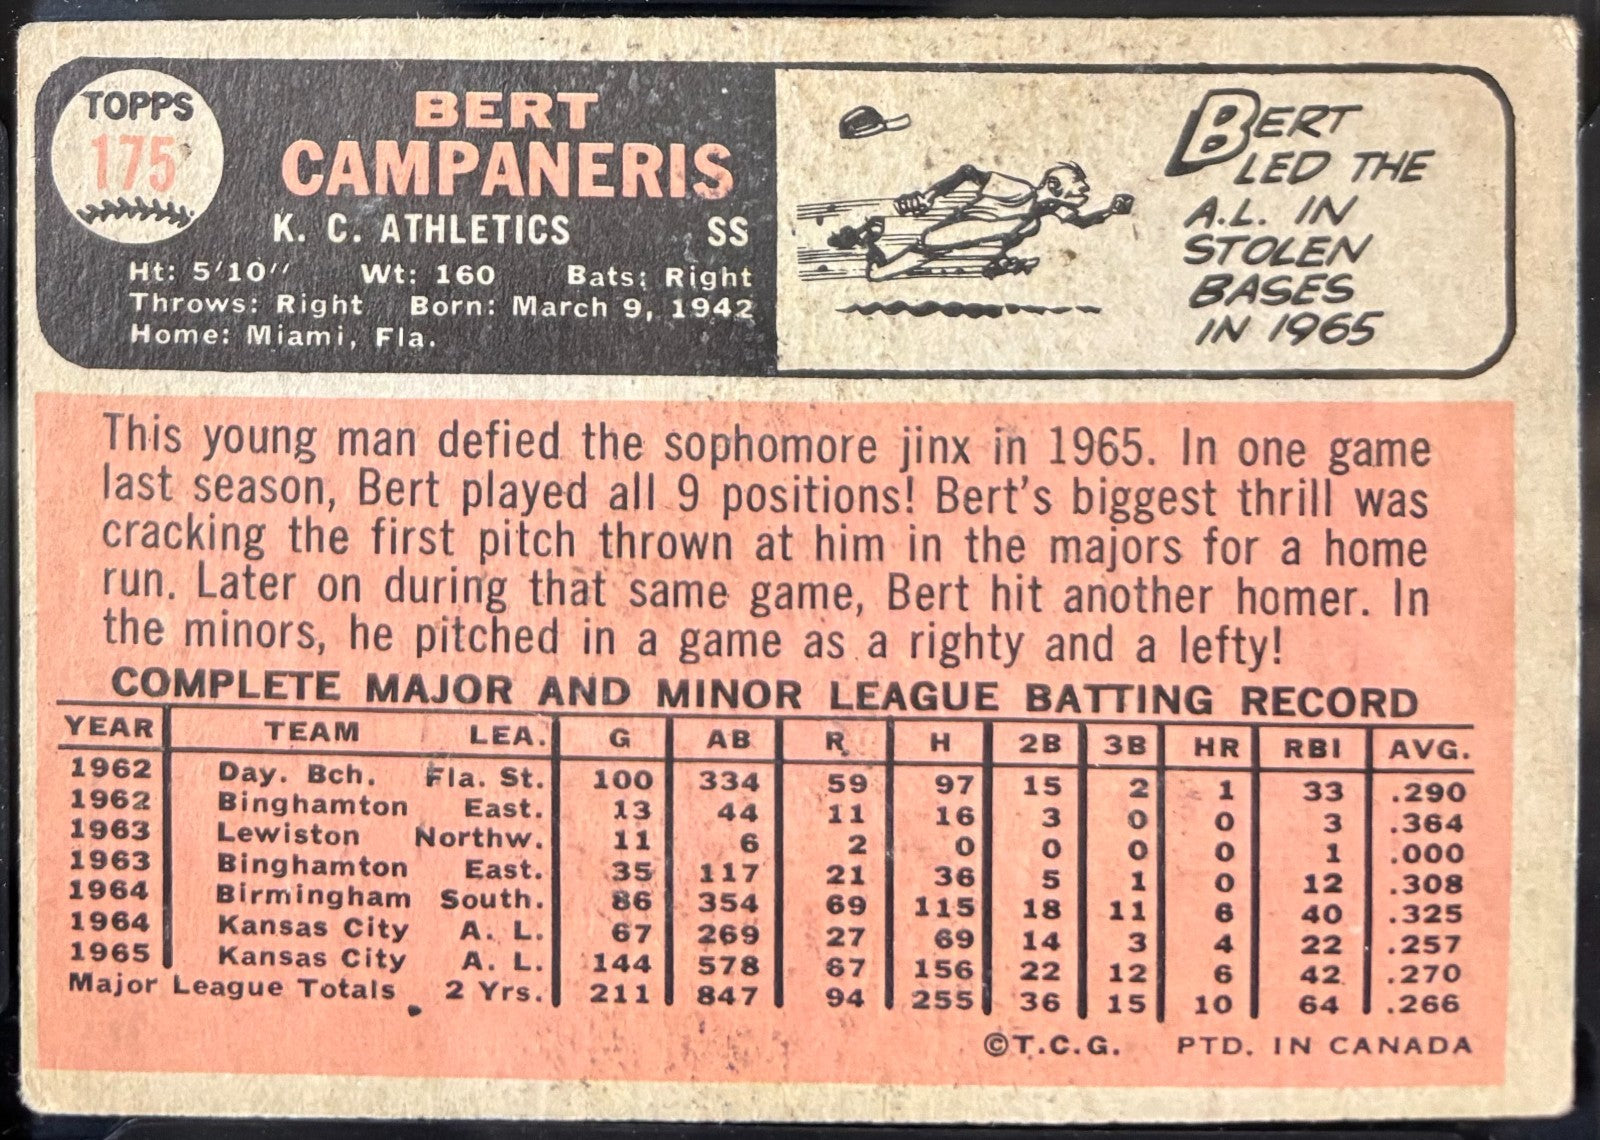 TOPPS
175
BERT
CAMPANERIS
K. C. ATHLETICS SS
Ht: 5'10'' Wt: 160 Bats: Right
Throws: Right Born: March 9, 1942
Home: Miami, Fla.
BERT
LED THE
A.L. IN
STOLEN
BASES
IN 1965
This young man defied the sophomore jinx in 1965. In one game
last season, Bert played all 9 positions! Bert's biggest thrill was
cracking the first pitch thrown at him in the majors for a home
run. Later on during that same game, Bert hit another homer. In
the minors, he pitched in a game as a righty and a lefty!
COMPLETE MAJOR AND MINOR LEAGUE BATTING RECORD
YEAR TEAM LEA. G AB R H 2B 3B HR RBI AVG.
1962 Day. Bch. Fla. St. 100 334 59 97 15 2 1 33 .290
1962 Binghamton East. 13 44 11 16 3 0 0 3 .364
1963 Lewiston Northw. 11 6 2 0 0 0 0 1 .000
1963 Binghamton East. 35 117 21 36 5 1 0 12 .308
1964 Birmingham South. 86 354 69 115 18 11 6 40 .325
1964 Kansas City A. L. 67 269 27 69 14 3 4 22 .257
1965 Kansas City A. L. 144 578 67 156 22 12 6 42 .270
Major League Totals 2 Yrs. 211 847 94 255 36 15 10 64 .266
©T.C.G. PTD. IN CANADA